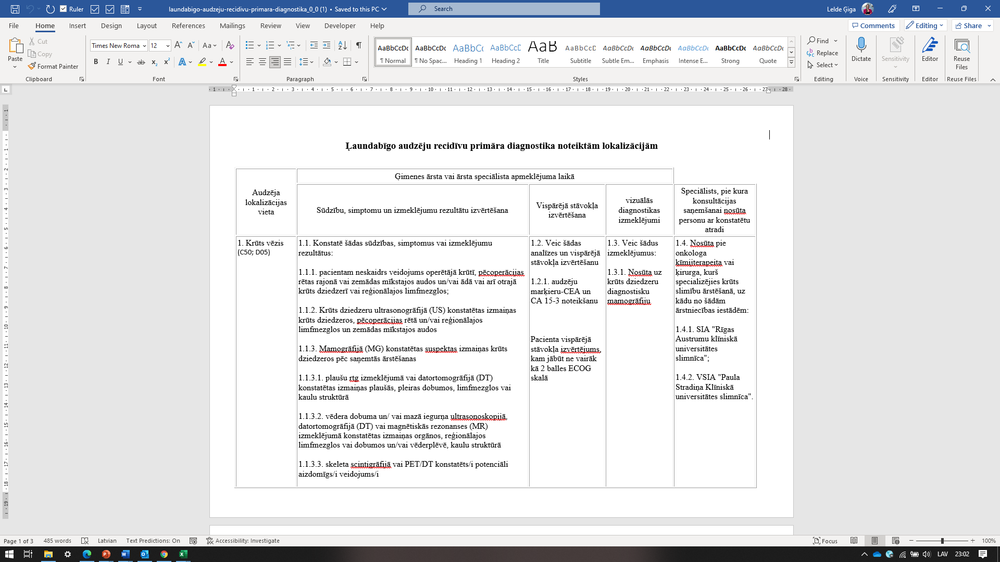 laundabigo-audzeju-recidivu-primara-diagnostika_0_0 (1) • Saved to this PC
Search
Lelde Ģiga
Ruler
File Home Insert Design Layout References Mailings Review View Developer Help
Comments Editing Share
Paste
Cut
Copy
Format Painter
Clipboard
Times New Roma 12
Font
Paragraph
AaBbCcDc AaBbCcDc AaBbCc AaBbCcD AaB AaBbCcD AaBbCcDc AaBbCcDc AaBbCcDc AaBbCcDc AaBbCcDc
¶ Normal ¶ No Spac... Heading 1 Heading 2 Title Subtitle Subtle Em... Emphasis Intense E... Strong Quote
Styles
Find
Replace
Select
Editing
Dictate
Voice
Sensitivity
Sensitivity
Editor
Editor
Reuse
Files
Reuse Files
Ļaundabīgo audzēju recidīvu primāra diagnostika noteiktām lokalizācijām
Audzēja
lokalizācijas
vieta
Ģimenes ārsta vai ārsta speciālista apmeklējuma laikā
Sūdzību, simptomu un izmeklējumu rezultātu izvērtēšana
Vispārējā stāvokļa
izvērtēšana
vizuālās
diagnostikas
izmeklējumi
Speciālists, pie kura
konsultācijas
saņemšanai nosūta
personu ar konstatētu
atradi
1. Krūts vēzis
(C50; D05)
1.1. Konstatē šādas sūdzības, simptomus vai izmeklējumu
rezultātus:
1.1.1. pacientam neskaidrs veidojums operētājā krūtī, pēcoperācijas
rētas rajonā vai zemādas mīkstajos audos un/vai ādā vai arī otrajā
krūts dziedzerī vai reģionālajos limfmezglos;
1.1.2. Krūts dziedzeru ultrasonogrāfijā (US) konstatētas izmaiņas
krūts dziedzeros, pēcoperācijas rētā un/vai reģionālajos
limfmezglos un zemādas mīkstajos audos
1.1.3. Mamogrāfijā (MG) konstatētas suspektas izmaiņas krūts
dziedzeros pēc saņemtās ārstēšanas
1.1.3.1. plaušu rtg izmeklējumā vai datortomogrāfijā (DT)
konstatētas izmaiņas plaušās, pleiras dobumos, limfmezglos vai
kaulu struktūrā
1.1.3.2. vēdera dobuma un/ vai mazā iegurņa ultrasonoskopijā,
datortomogrāfijā (DT) vai magnētiskās rezonanses (MR)
izmeklējumā konstatētas izmaiņas orgānos, reģionālajos
limfmezglos vai dobumos un/vai vēderplēvē, kaulu struktūrā
1.1.3.3. skeleta scintigrāfijā vai PET/DT konstatēts/i potenciāli
aizdomīgs/i veidojums/i
1.2. Veic šādas
analīzes un vispārējā
stāvokļa izvērtēšanu
1.2.1. audzēju
marķieru-CEA un
CA 15-3 noteikšanu
Pacienta vispārējā
stāvokļa izvērtējums,
kam jābūt ne vairāk
kā 2 balles ECOG
skalā
1.3. Veic šādus
izmeklējumus:
1.3.1. Nosūta uz
krūts dziedzeru
diagnostisku
mamogrāfiju
1.4. Nosūta pie
onkologa
ķīmijterapeita vai
ķirurga, kurš
specializējies krūts
slimību ārstēšanā, uz
kādu no šādām
ārstniecības iestādēm:
1.4.1. SIA "Rīgas
Austrumu klīniskā
universitātes
slimnīca";
1.4.2. VSIA "Paula
Stradiņa Klīniskā
universitātes slimnīca".
Page 1 of 3 485 words Latvian Text Predictions: On Accessibility: Investigate Focus 100%
LAV 23:02